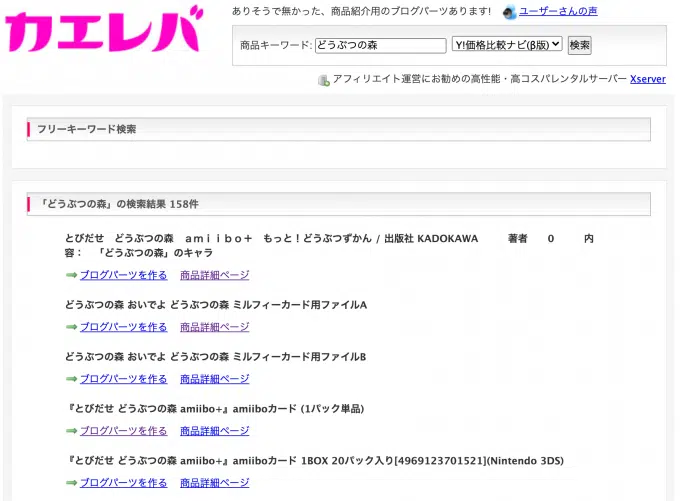 カエレバ
ありそうで無かった、商品紹介用のブログパーツあります! ユーザーさんの声
商品キーワード: どうぶつの森 Y!価格比較ナビ(β版) 検索
アフィリエイト運営にお勧めの高性能・高コスパレンタルサーバー Xserver
フリーキーワード検索
「どうぶつの森」の検索結果 158件
とびだせ どうぶつの森 ａｍｉｉｂｏ＋ もっと！どうぶつずかん / 出版社 KADOKAWA 著者 0 内
容： 「どうぶつの森」のキャラ
ブログパーツを作る 商品詳細ページ
どうぶつの森 おいでよ どうぶつの森 ミルフィーカード用ファイルA
ブログパーツを作る 商品詳細ページ
どうぶつの森 おいでよ どうぶつの森 ミルフィーカード用ファイルB
ブログパーツを作る 商品詳細ページ
『とびだせ どうぶつの森 amiibo+』amiiboカード (1パック単品)
ブログパーツを作る 商品詳細ページ
『とびだせ どうぶつの森 amiibo+』amiiboカード 1BOX 20パック入り[4969123701521](Nintendo 3DS)
ブログパーツを作る 商品詳細ページ